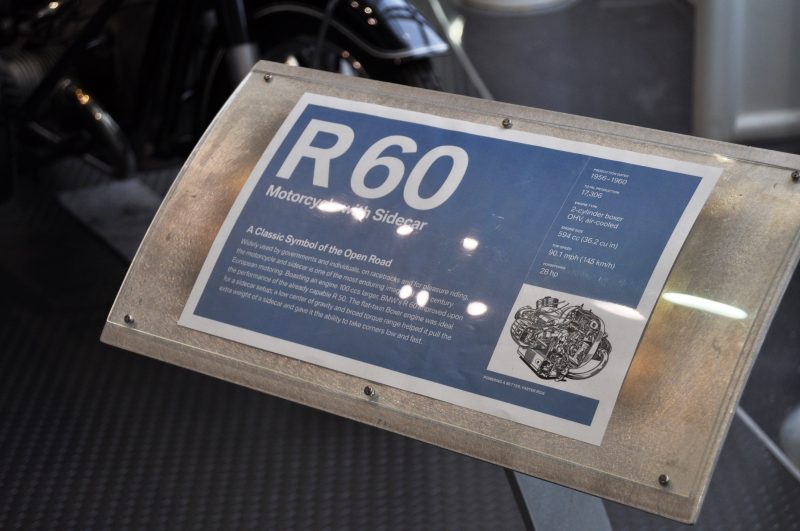 R 60
Motorcycle with Sidecar
A Classic Symbol of the Open Road
Widely used by governments and individuals, on racetracks and for pleasure riding,
the motorcycle and sidecar is one of the most enduring century
European motoring. Boasting an engine 100 ccs larger, BMW's R 60 improved upon
the performance of the already capable R 50. The flat-twin Boxer engine was ideal
for a sidecar setup; a low center of gravity and broad torque range helped it pull the
extra weight of a sidecar and gave it the ability to take corners low and fast.
PRODUCTION DATES
1956–1960
TOTAL PRODUCTION
17,306
ENGINE TYPE
2-cylinder boxer
OHV, air-cooled
ENGINE SIZE
594 cc (36.2 cu in)
TOP SPEED
90.1 mph (145 km/h)
HORSEPOWER
28 hp
POWERING A BETTER, FASTER RIDE